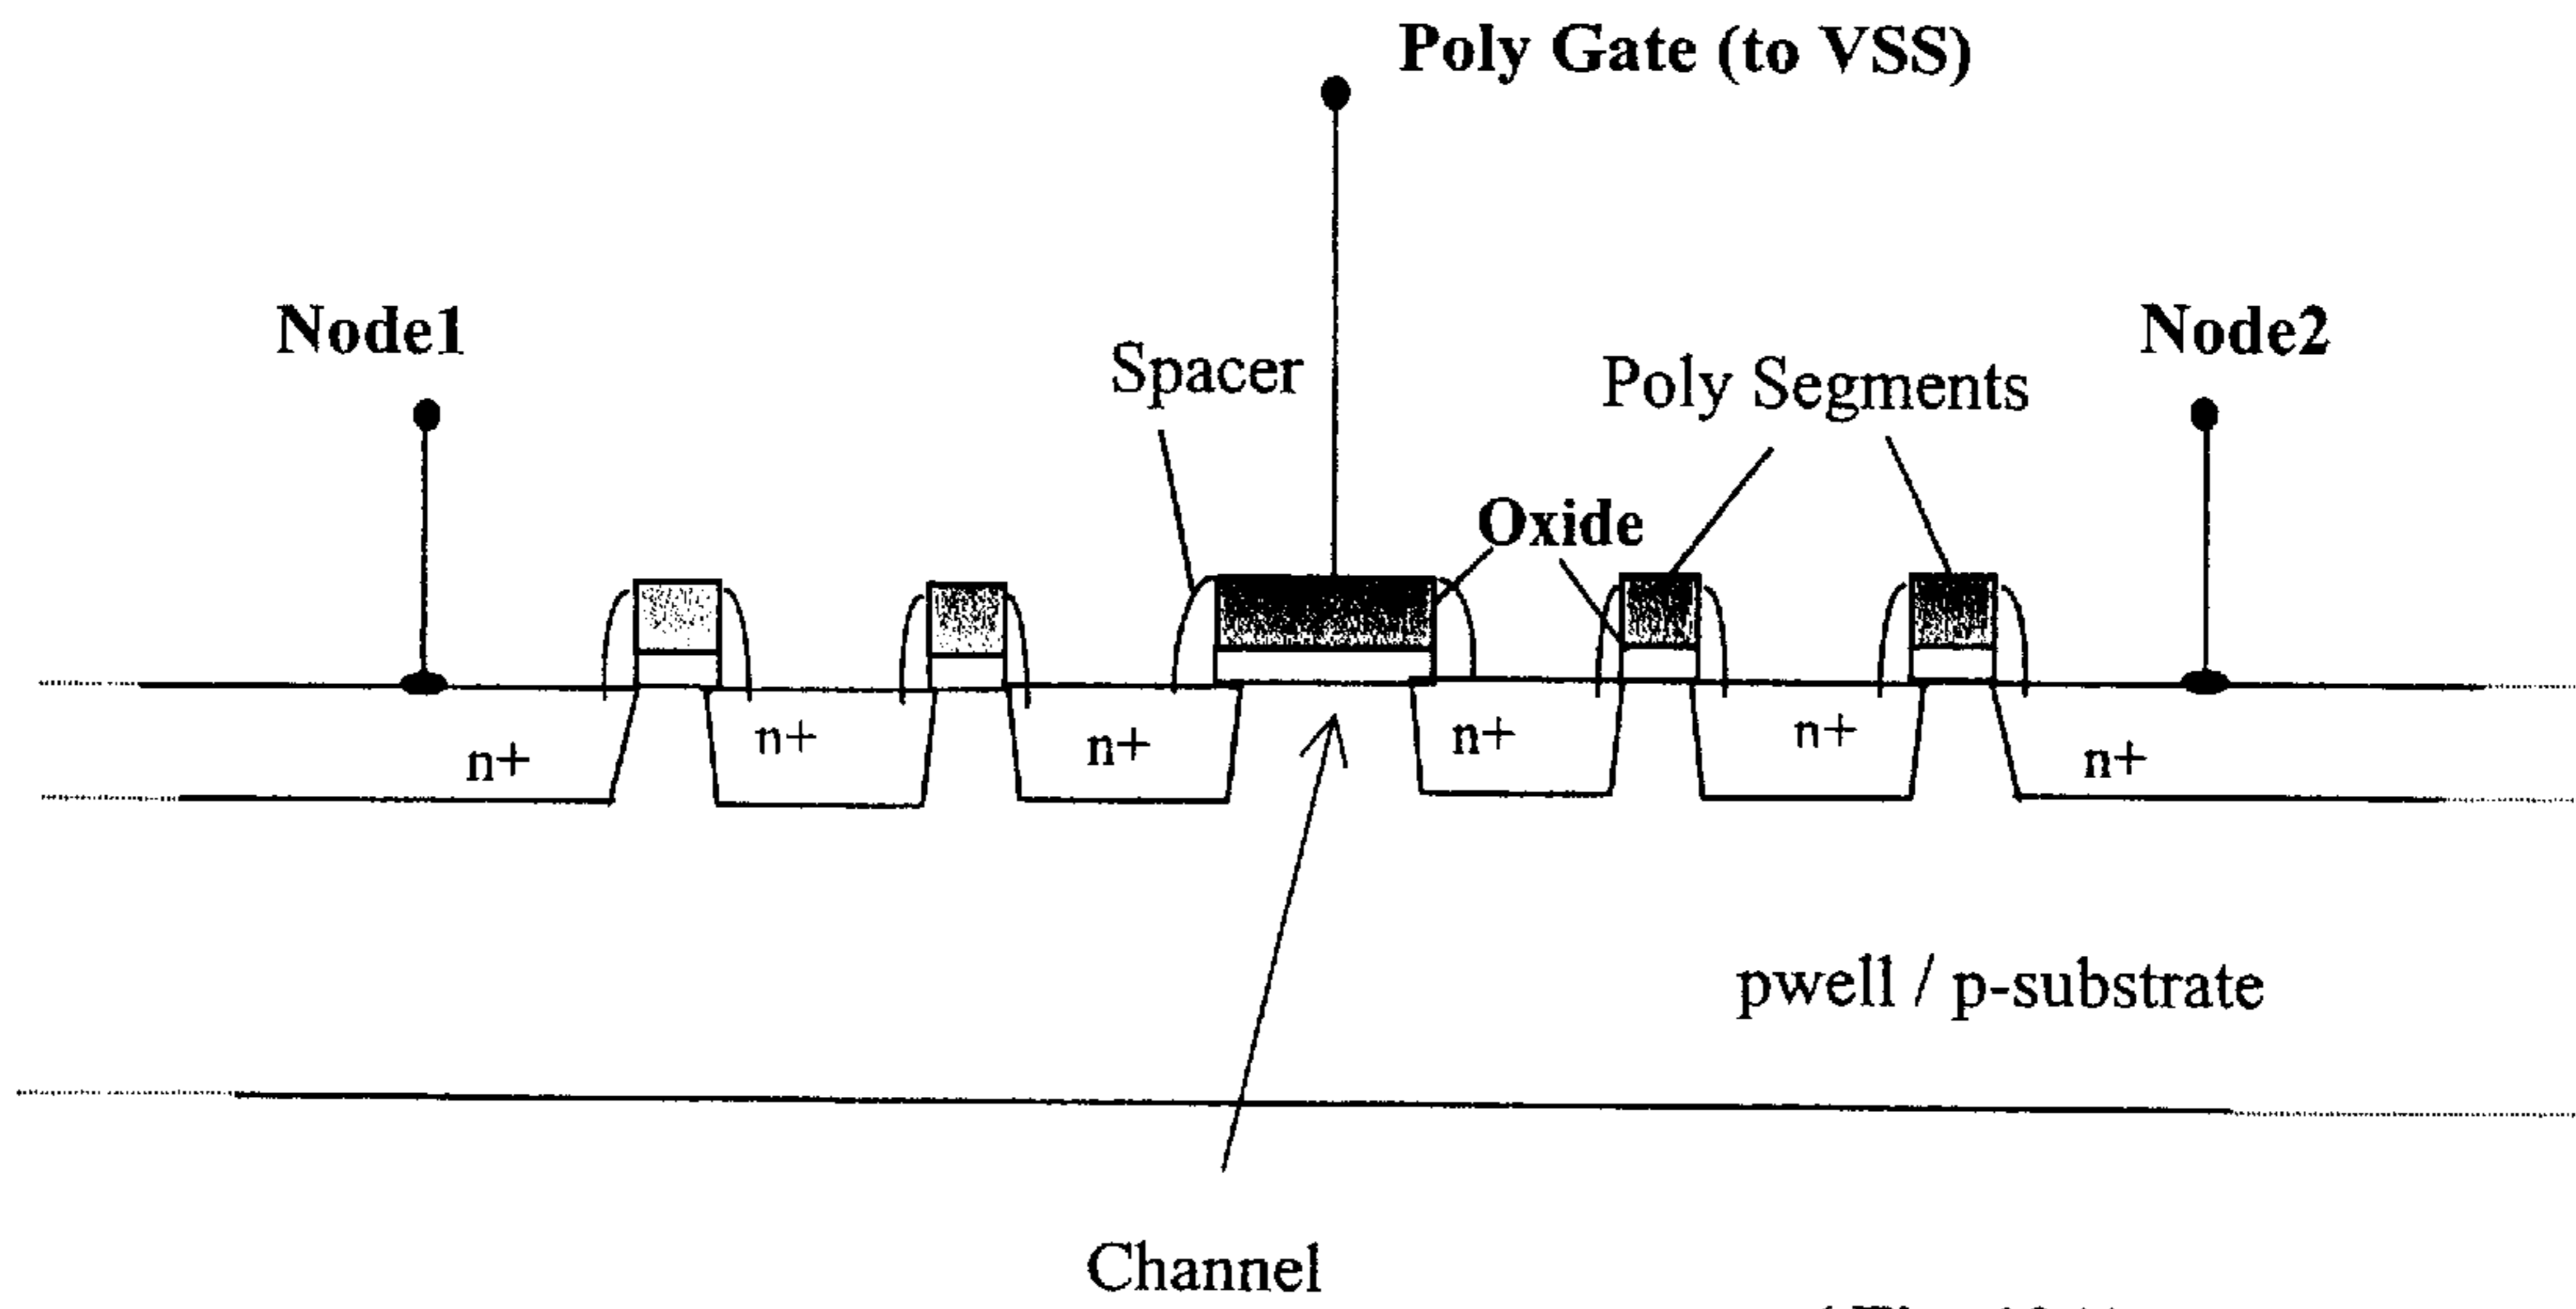 Poly Gate (to VSS)
Node1
Spacer
Poly Segments
Node2
Oxide
n+
n+
n+
n+
n+
n+
pwell / p-substrate
Channel